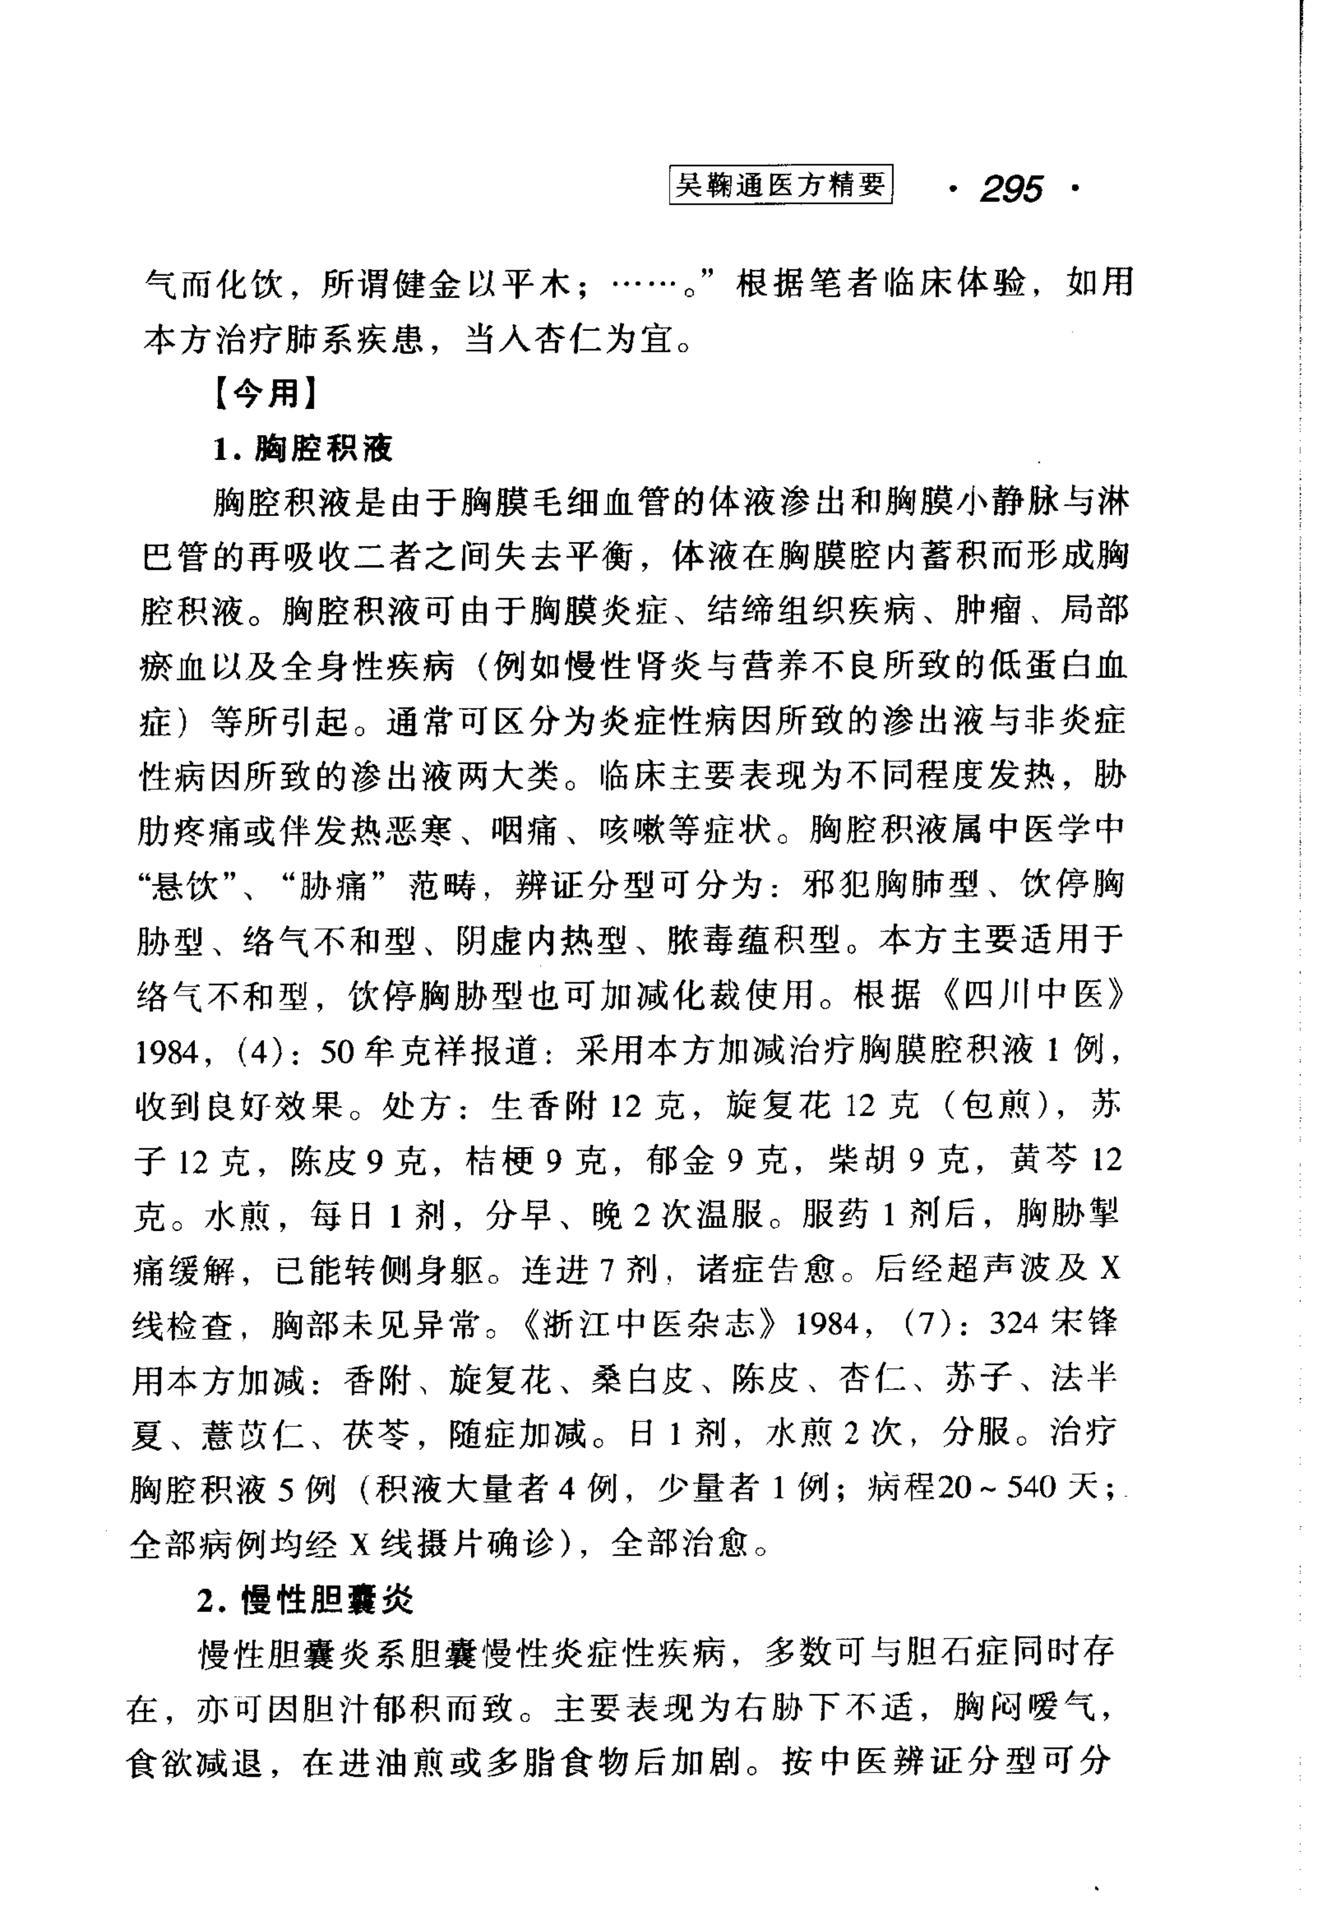 吴鞠通医方精要 · 295 ·
气而化饮，所谓健金以平木；……。”根据笔者临床体验，如用
本方治疗肺系疾患，当入杏仁为宜。
【今用】
1. 胸腔积液
胸腔积液是由于胸膜毛细血管的体液渗出和胸膜小静脉与淋
巴管的再吸收二者之间失去平衡，体液在胸膜腔内蓄积而形成胸
腔积液。胸腔积液可由于胸膜炎症、结缔组织疾病、肿瘤、局部
瘀血以及全身性疾病（例如慢性肾炎与营养不良所致的低蛋白血
症）等所引起。通常可区分为炎症性病因所致的渗出液与非炎症
性病因所致的渗出液两大类。临床主要表现为不同程度发热，胁
肋疼痛或伴发热恶寒、咽痛、咳嗽等症状。胸腔积液属中医学中
“悬饮”、“胁痛”范畴，辨证分型可分为：邪犯胸肺型、饮停胸
胁型、络气不和型、阴虚内热型、脓毒蕴积型。本方主要适用于
络气不和型，饮停胸胁型也可加减化裁使用。根据《四川中医》
1984，(4)：50 牟克祥报道：采用本方加减治疗胸膜腔积液 1 例，
收到良好效果。处方：生香附 12 克，旋复花 12 克（包煎），苏
子 12 克，陈皮 9 克，桔梗 9 克，郁金 9 克，柴胡 9 克，黄芩 12
克。水煎，每日 1 剂，分早、晚 2 次温服。服药 1 剂后，胸胁掣
痛缓解，已能转侧身躯。连进 7 剂，诸症告愈。后经超声波及 X
线检查，胸部未见异常。《浙江中医杂志》1984，(7)：324 宋锋
用本方加减：香附、旋复花、桑白皮、陈皮、杏仁、苏子、法半
夏、薏苡仁、茯苓，随症加减。日 1 剂，水煎 2 次，分服。治疗
胸腔积液 5 例（积液大量者 4 例，少量者 1 例；病程20～540 天；
全部病例均经 X 线摄片确诊），全部治愈。
2. 慢性胆囊炎
慢性胆囊炎系胆囊慢性炎症性疾病，多数可与胆石症同时存
在，亦可因胆汁郁积而致。主要表现为右胁下不适，胸闷嗳气，
食欲减退，在进油煎或多脂食物后加剧。按中医辨证分型可分